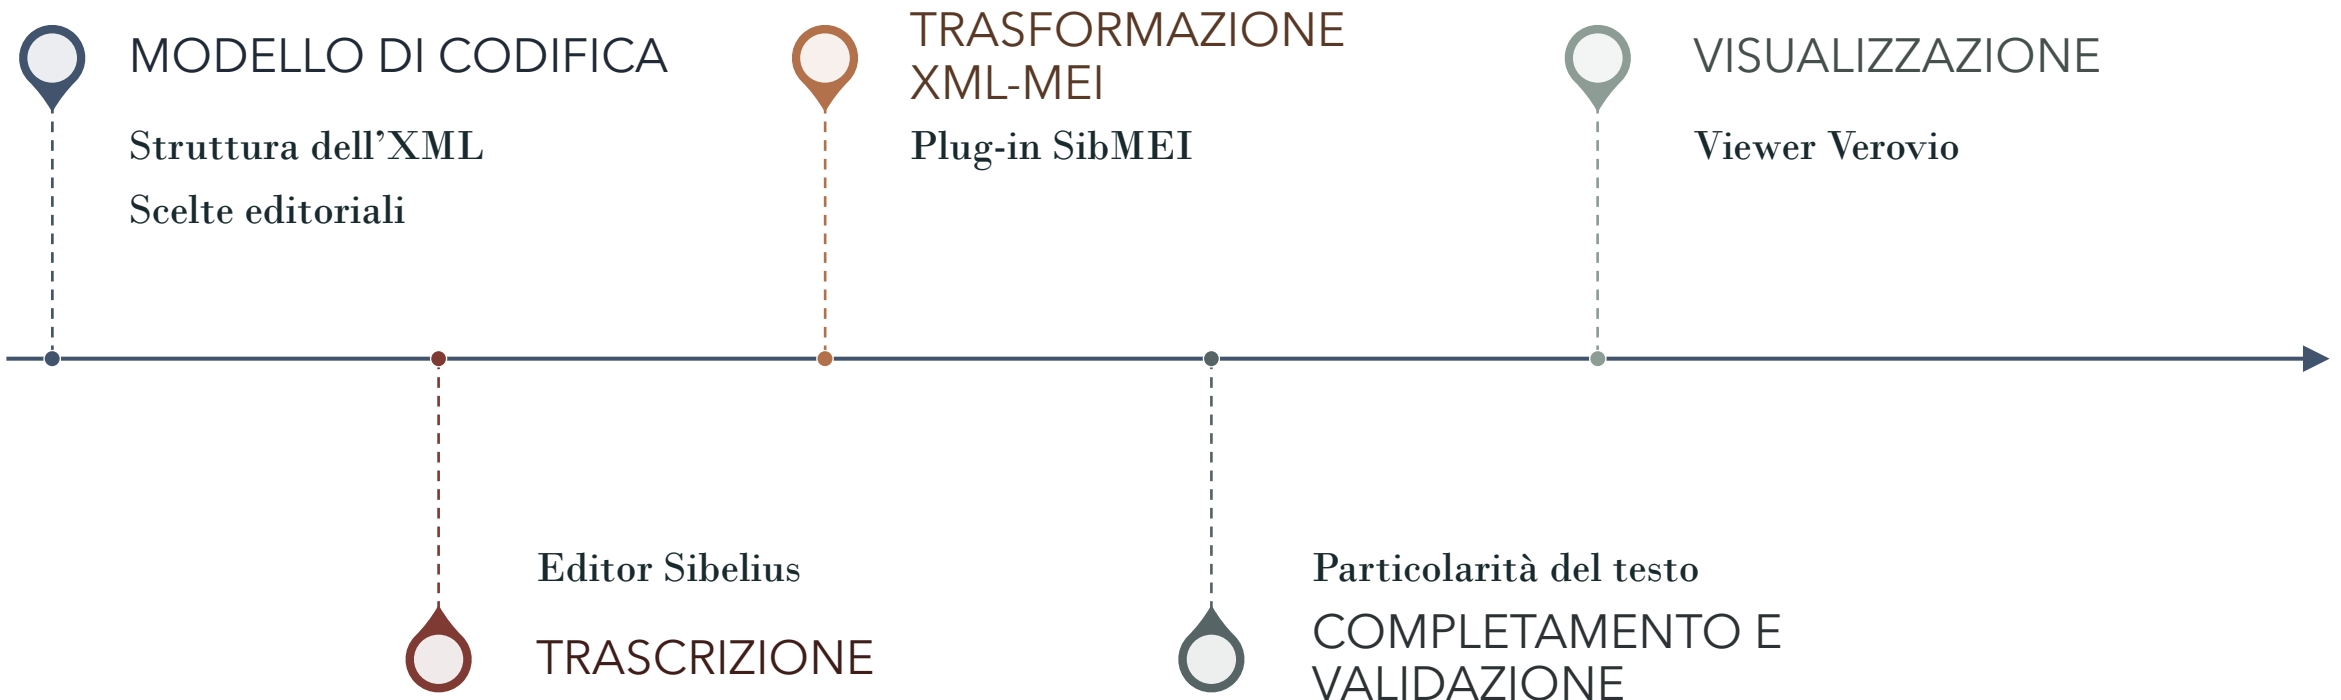 MODELLO DI CODIFICA
Struttura dell’XML
Scelte editoriali
TRASFORMAZIONE
XML-MEI
Plug-in SibMEI
VISUALIZZAZIONE
Viewer Verovio
Editor Sibelius
TRASCRIZIONE
Particolarità del testo
COMPLETAMENTO E
VALIDAZIONE